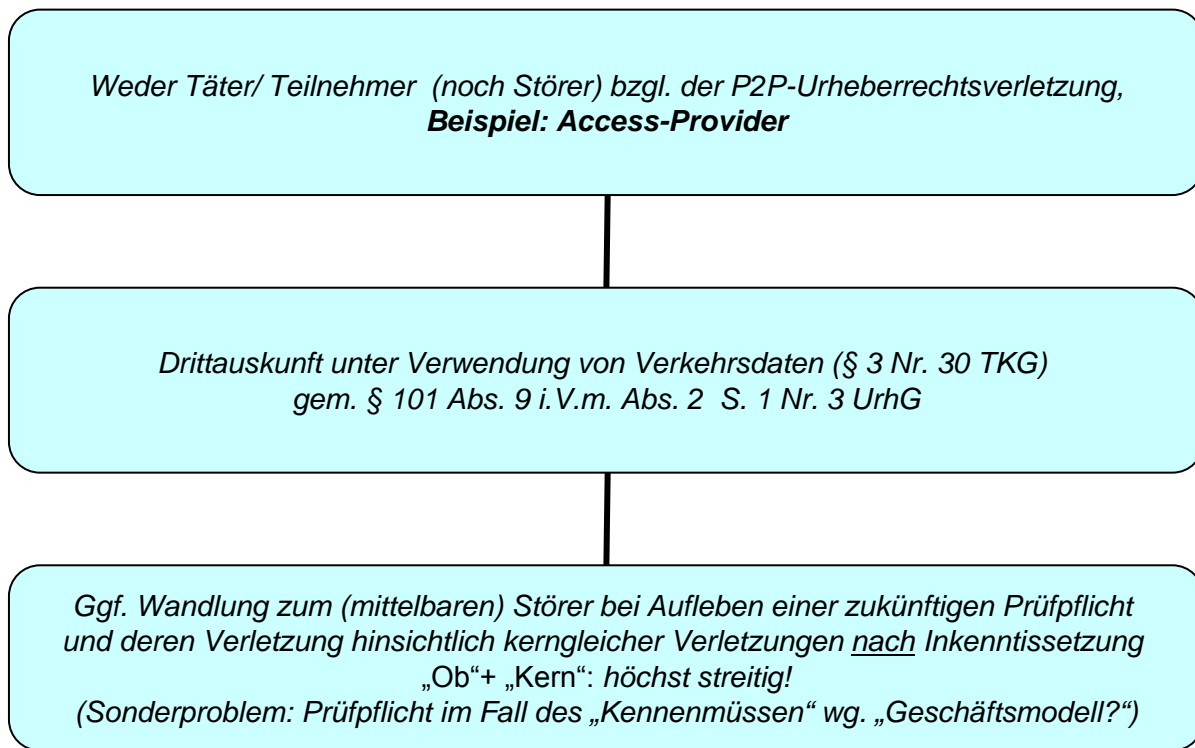 Weder Täter/ Teilnehmer (noch Störer) bzgl. der P2P-Urheberrechtsverletzung,
Beispiel: Access-Provider
Drittauskunft unter Verwendung von Verkehrsdaten (§ 3 Nr. 30 TKG)
gem. § 101 Abs. 9 i.V.m. Abs. 2 S. 1 Nr. 3 UrhG
Ggf. Wandlung zum (mittelbaren) Störer bei Aufleben einer zukünftigen Prüfpflicht
und deren Verletzung hinsichtlich kerngleicher Verletzungen nach Inkenntissetzung
„Ob“+ „Kern“: höchst streitig!
(Sonderproblem: Prüfpflicht im Fall des „Kennenmüssen“ wg. „Geschäftsmodell?“)